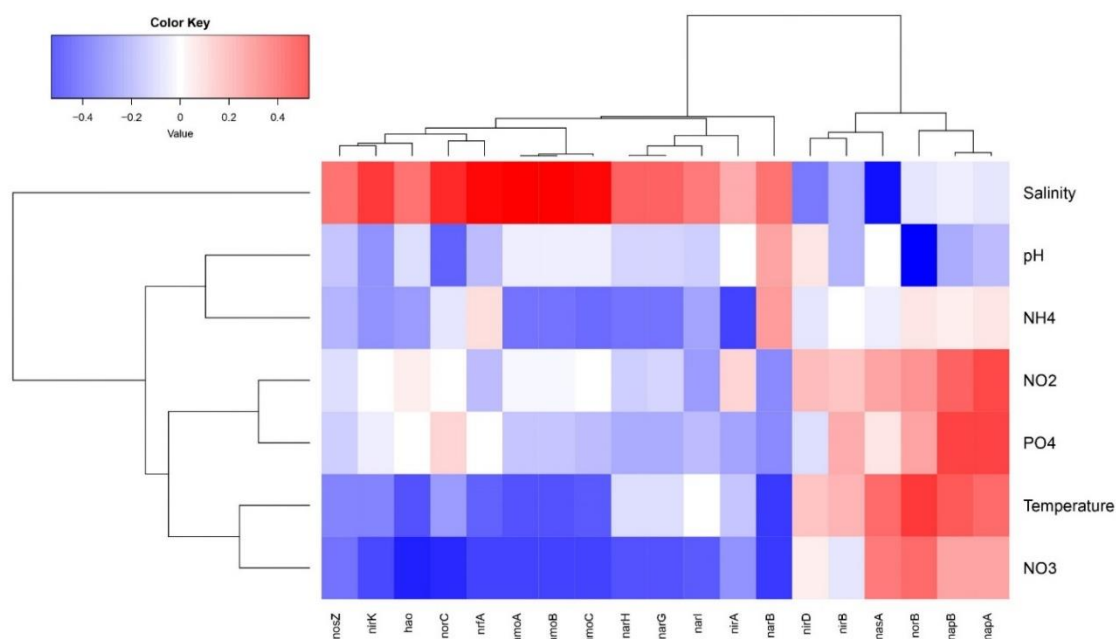 Color Key
−0.4 −0.2 0 0.2 0.4
Value
Salinity
pH
NH4
NO2
PO4
Temperature
NO3
nosZ
nirK
hao
norC
nrfA
amoA
amoB
amoC
narH
narG
narI
nirA
narB
nirD
nirB
nasA
norB
napB
napA